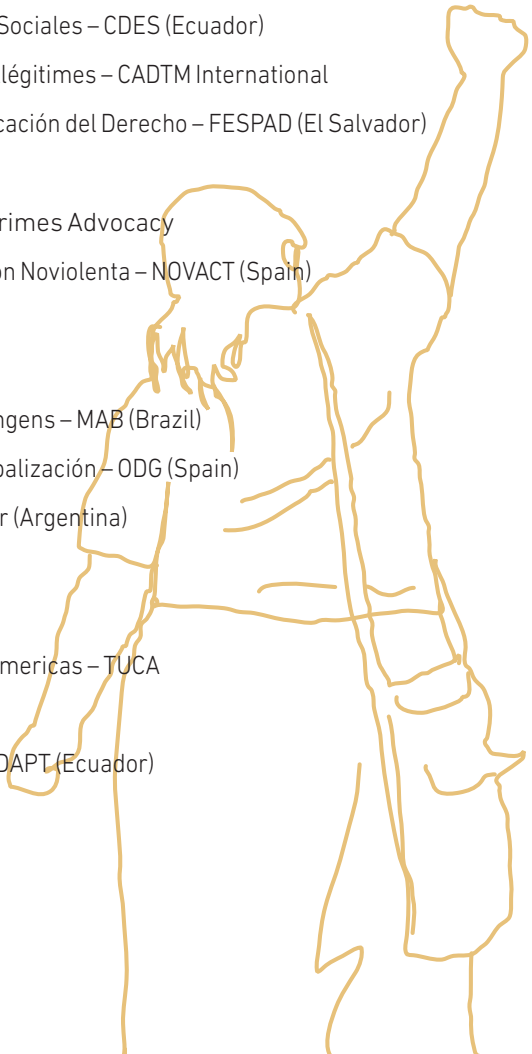 Sociales – CDES (Ecuador)
légitimes – CADTM International
cación del Derecho – FESPAD (El Salvador)
rimes Advocacy
ón Noviolenta – NOVACT (Spain)
ngens – MAB (Brazil)
balización – ODG (Spain)
r (Argentina)
mericas – TUCA
DAPT (Ecuador)